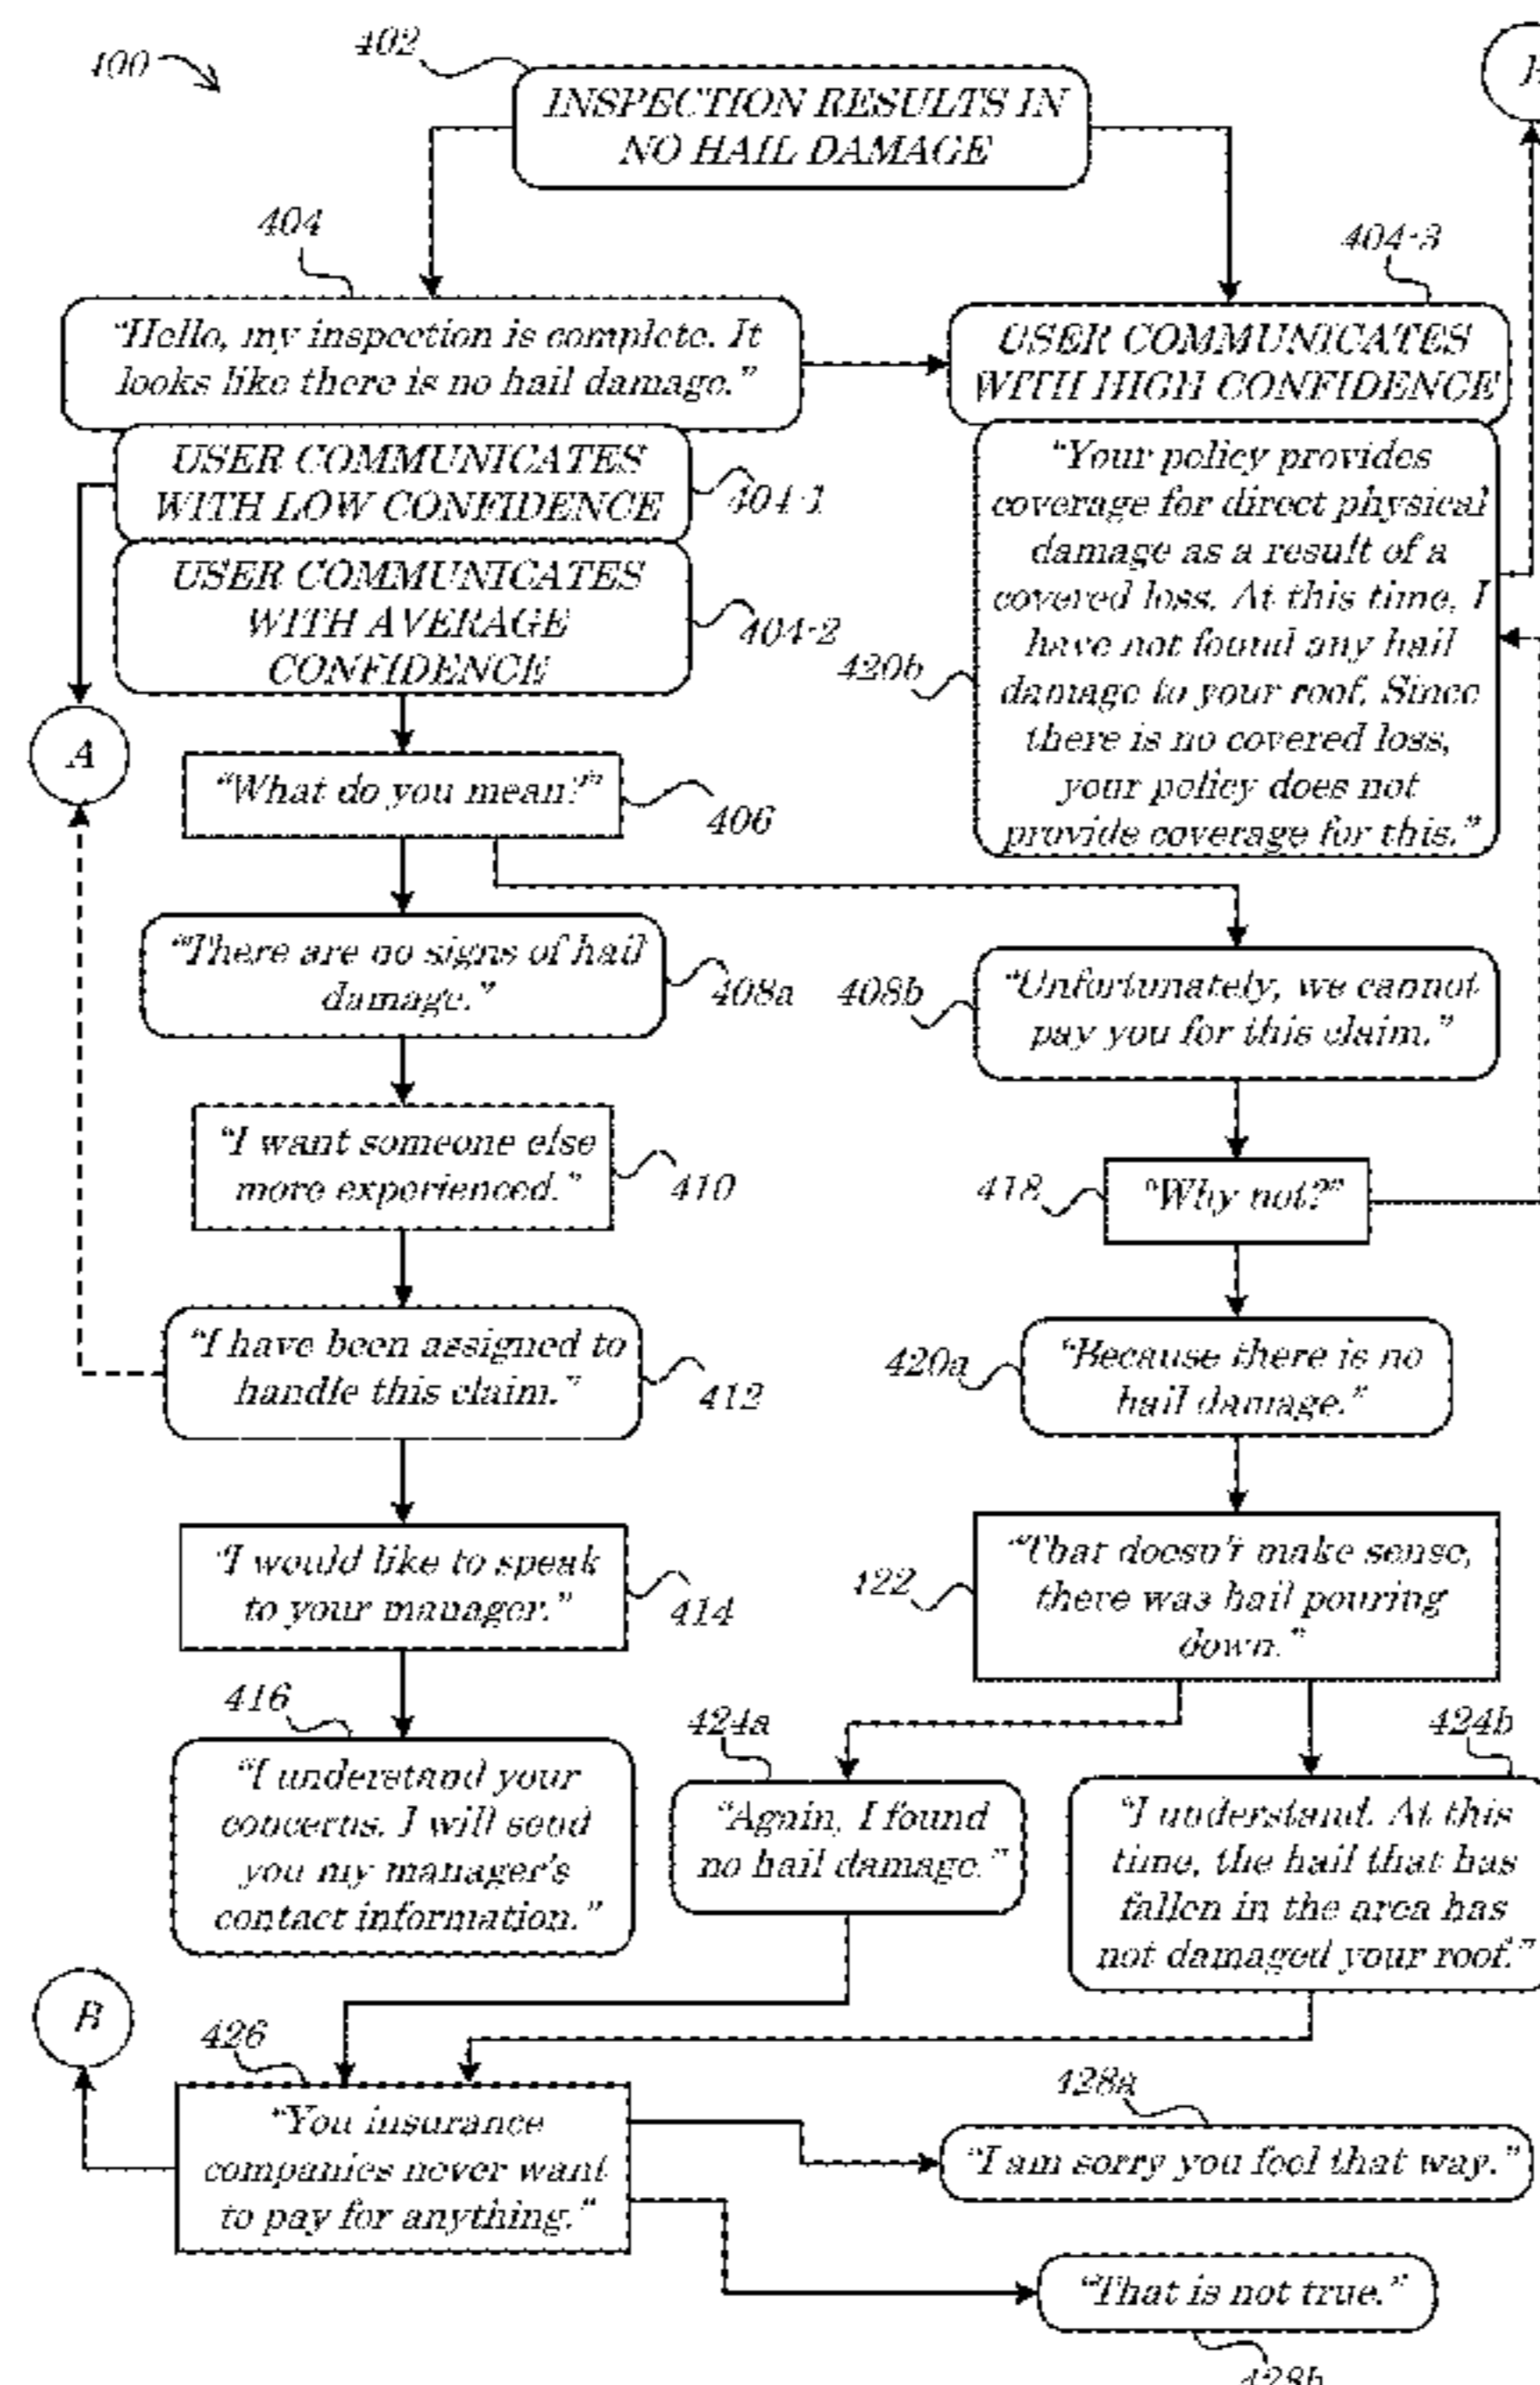 400
402
INSPECTION RESULTS IN
NO HAIL DAMAGE
404
"Hello, my inspection is complete. It
looks like there is no hail damage."
404-3
USER COMMUNICATES
WITH HIGH CONFIDENCE
USER COMMUNICATES
WITH LOW CONFIDENCE
404-1
USER COMMUNICATES
WITH AVERAGE
CONFIDENCE
404-2
"Your policy provides
coverage for direct physical
damage as a result of a
covered loss. At this time, I
have not found any hail
damage to your roof. Since
there is no covered loss,
your policy does not
provide coverage for this."
420b
A
"What do you mean?"
406
"There are no signs of hail
damage."
408a
408b
"Unfortunately, we cannot
pay you for this claim."
"I want someone else
more experienced."
410
418
"Why not?"
"I have been assigned to
handle this claim."
412
420a
"Because there is no
hail damage."
"I would like to speak
to your manager."
414
422
"That doesn't make sense,
there was hail pouring
down."
416
"I understand your
concerns. I will send
you my manager's
contact information."
424a
"Again, I found
no hail damage."
424b
"I understand. At this
time, the hail that has
fallen in the area has
not damaged your roof."
B
426
"You insurance
companies never want
to pay for anything."
428a
"I am sorry you feel that way."
"That is not true."
428b